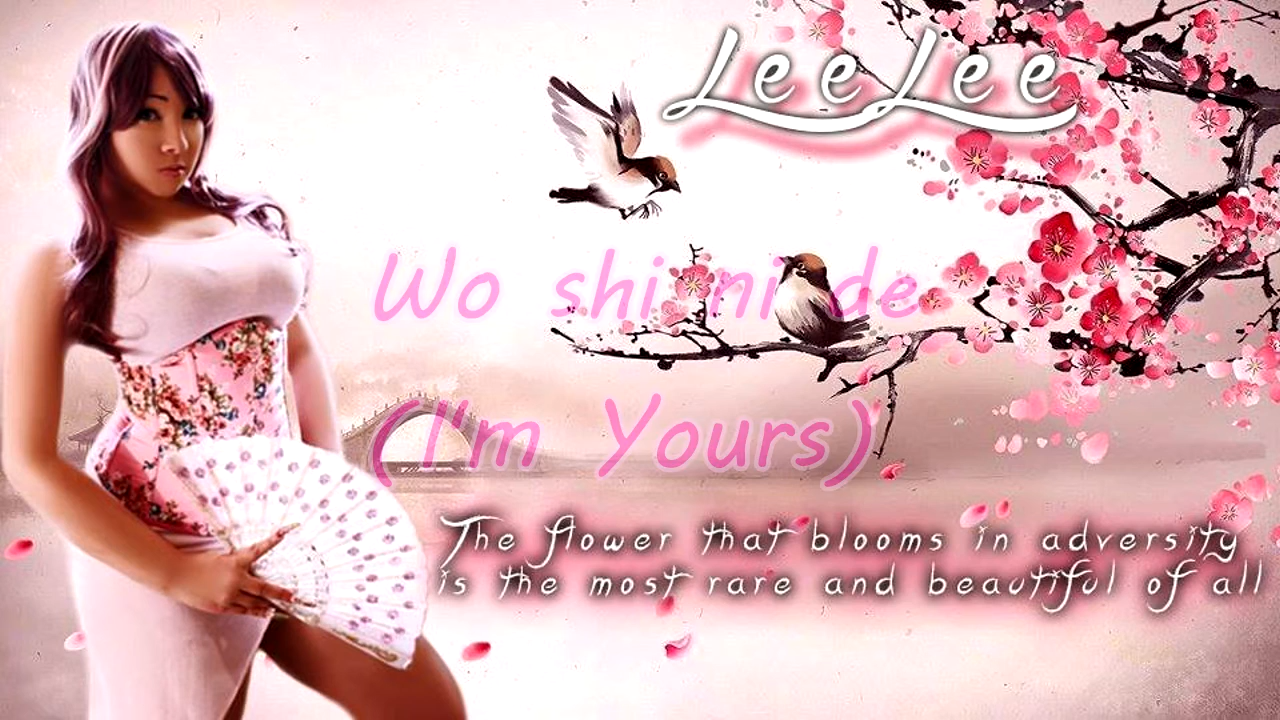 LeeLee
Wo shi ni de
(I'm Yours)
The flower that blooms in adversity
is the most rare and beautiful of all